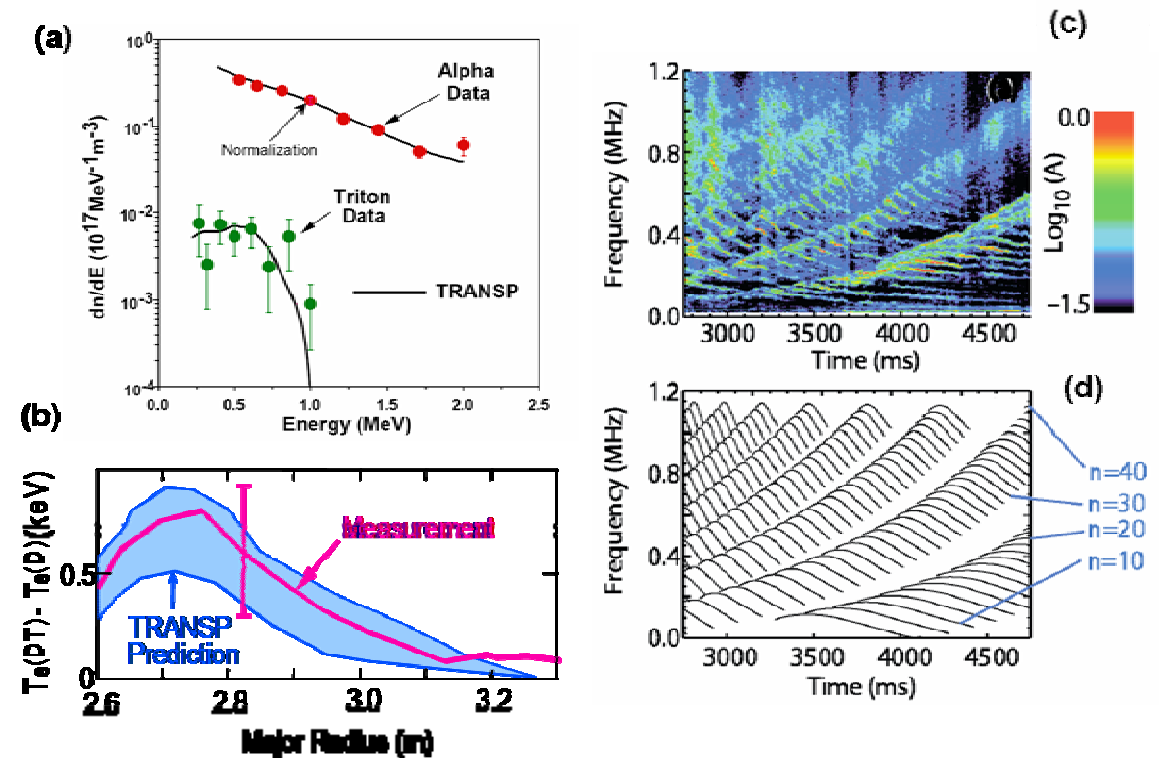 (a)
10⁰
10⁻¹
10⁻²
10⁻³
10⁻⁴
dn/dE (10¹⁷MeV⁻¹m⁻³)
Alpha
Data
Normalization
Triton
Data
TRANSP
0.0 0.5 1.0 1.5 2.0 2.5
Energy (MeV)
(b)
Te(DT) - Te(D) (keV)
0.5
0
Measurement
TRANSP
Prediction
2.6 2.8 3.0 3.2
Major Radius (m)
(c)
Frequency (MHz)
1.2
0.8
0.4
0.0
3000 3500 4000 4500
Time (ms)
Log₁₀ (A)
0.0
−1.5
(d)
Frequency (MHz)
1.2
0.8
0.4
0.0
3000 3500 4000 4500
Time (ms)
n=40
n=30
n=20
n=10